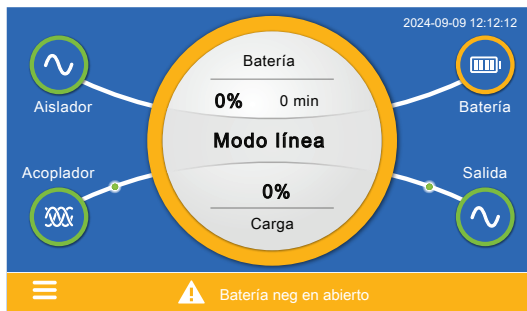 2024-09-09 12:12:12
Aislador
Batería
0% 0 min
Modo línea
0%
Carga
Batería
Acoplador
Salida
Batería neg en abierto